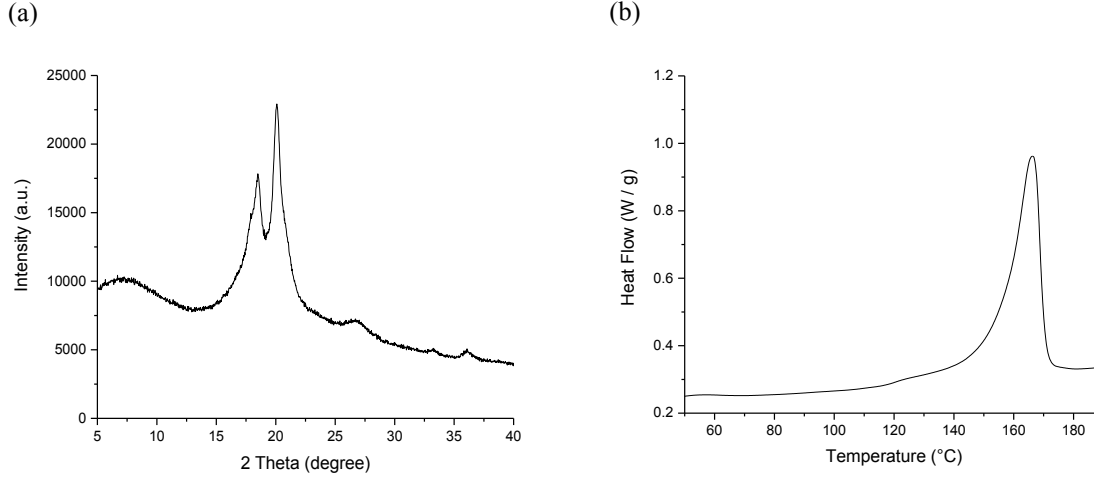 (a)
(b)
25000
20000
15000
10000
5000
0
Intensity (a.u.)
5 10 15 20 25 30 35 40
2 Theta (degree)
1.2
1.0
0.8
0.6
0.4
0.2
Heat Flow (W / g)
60 80 100 120 140 160 180
Temperature (°C)